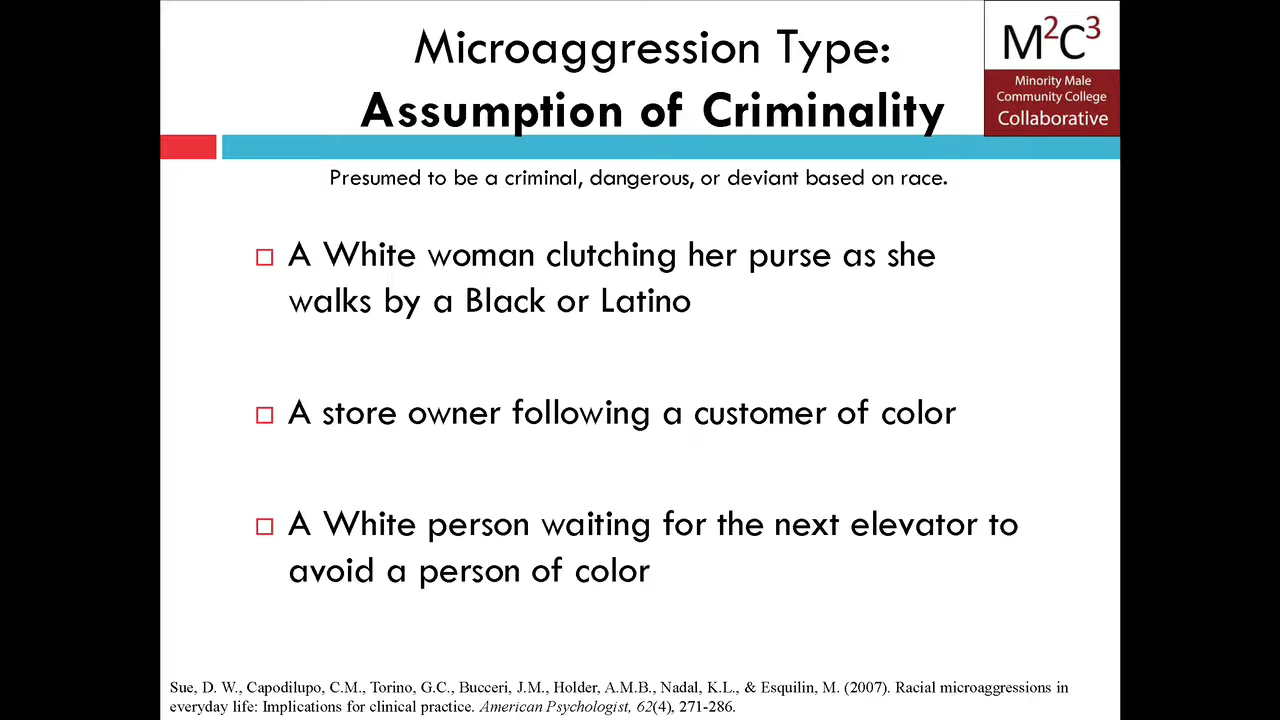 Microaggression Type:
Assumption of Criminality
M²C³
Minority Male
Community College
Collaborative
Presumed to be a criminal, dangerous, or deviant based on race.
A White woman clutching her purse as she
walks by a Black or Latino
A store owner following a customer of color
A White person waiting for the next elevator to
avoid a person of color
Sue, D. W., Capodilupo, C.M., Torino, G.C., Bucceri, J.M., Holder, A.M.B., Nadal, K.L., & Esquilin, M. (2007). Racial microaggressions in
everyday life: Implications for clinical practice. American Psychologist, 62(4), 271-286.